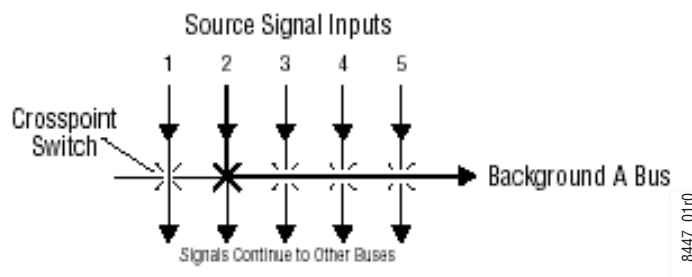 Source Signal Inputs
1 2 3 4 5
Crosspoint
Switch
Background A Bus
Signals Continue to Other Buses
8447_01r0